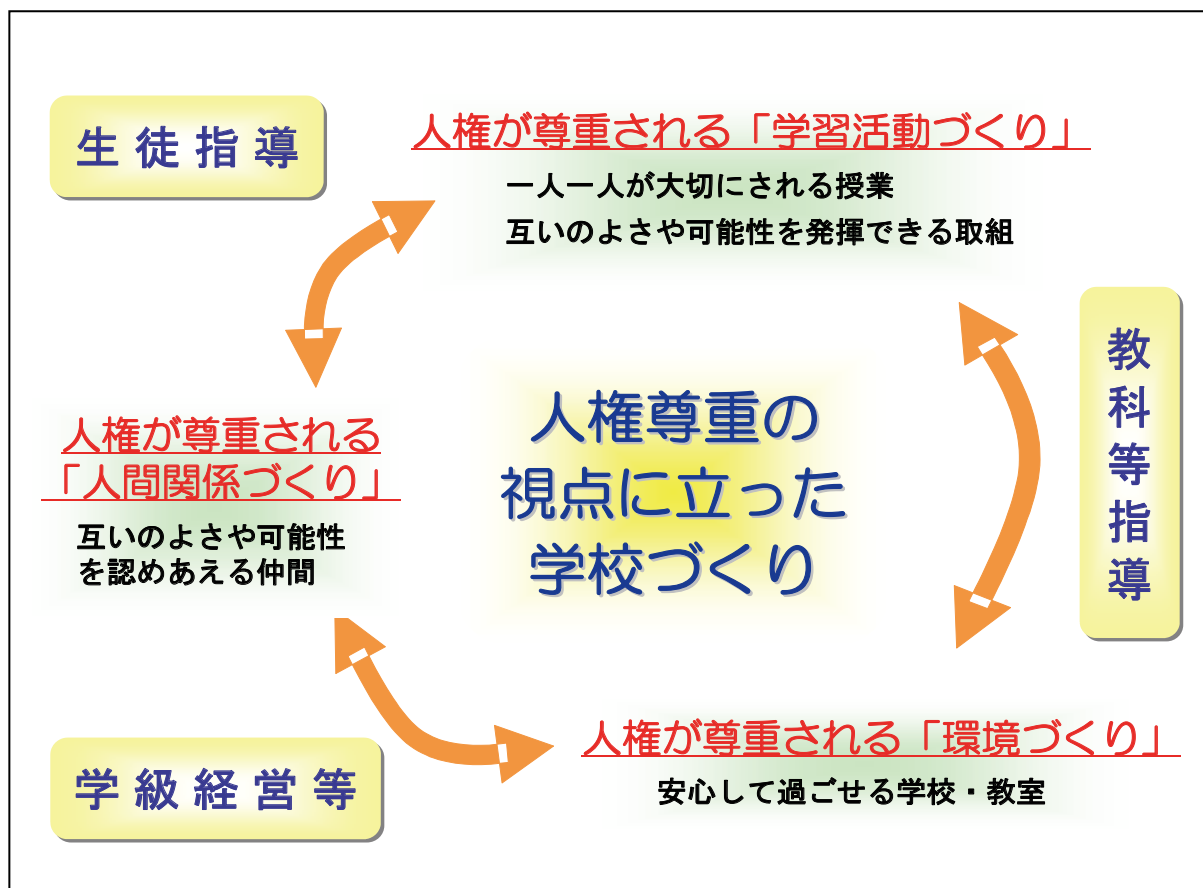 生徒指導
人権が尊重される「学習活動づくり」
一人一人が大切にされる授業
互いのよさや可能性を発揮できる取組
教科等指導
人権尊重の
視点に立った
学校づくり
人権が尊重される
「人間関係づくり」
互いのよさや可能性
を認めあえる仲間
人権が尊重される「環境づくり」
安心して過ごせる学校・教室
学級経営等